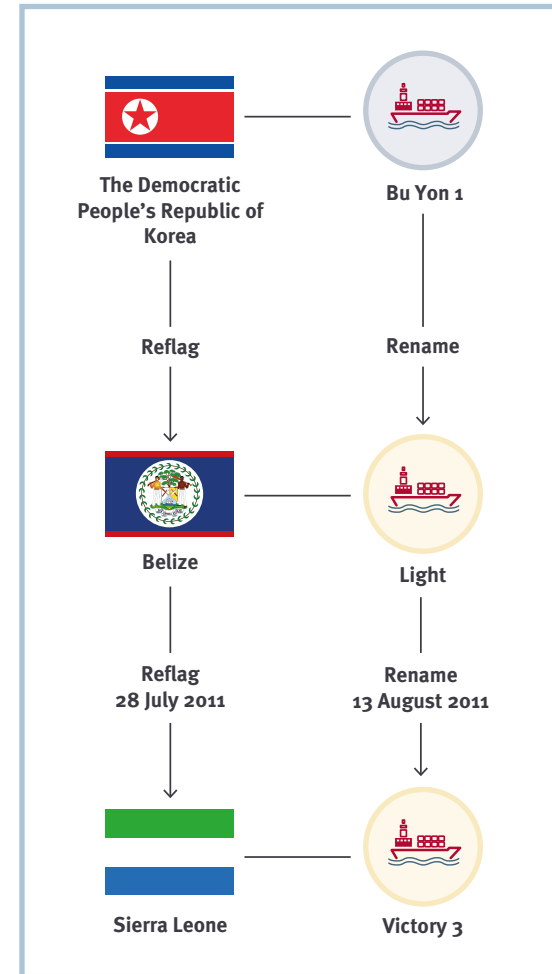 The Democratic
People's Republic of
Korea
Bu Yon 1
Reflag
Rename
Belize
Light
Reflag
28 July 2011
Rename
13 August 2011
Sierra Leone
Victory 3